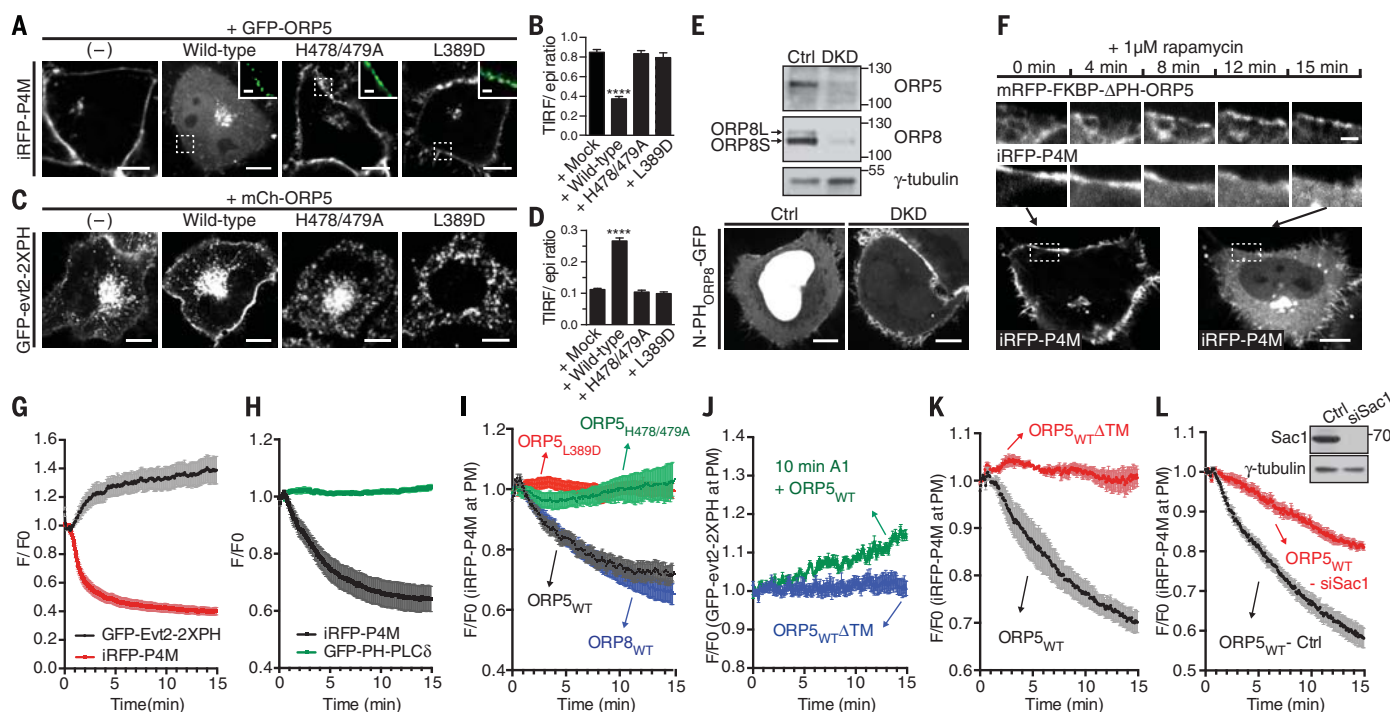 A
+ GFP-ORP5
(−)
Wild-type
H478/479A
L389D
iRFP-P4M
B
TIRF/ epi ratio
1.0
0.8
0.6
0.4
0.2
0.0
****
+ Mock
+ Wild-type
+ H478/479A
+ L389D
C
+ mCh-ORP5
(−)
Wild-type
H478/479A
L389D
GFP-evt2-2XPH
D
TIRF/ epi ratio
0.3
0.2
0.1
0.0
****
+ Mock
+ Wild-type
+ H478/479A
+ L389D
E
Ctrl DKD
130
ORP5
100
ORP8L
ORP8S
130
ORP8
100
55
γ-tubulin
Ctrl
DKD
N-PHORP8-GFP
F
+ 1μM rapamycin
0 min 4 min 8 min 12 min 15 min
mRFP-FKBP-ΔPH-ORP5
iRFP-P4M
iRFP-P4M
iRFP-P4M
G
F/F0
1.6
1.4
1.2
1.0
0.8
0.6
0.4
0.2
0.0
GFP-Evt2-2XPH
iRFP-P4M
0 5 10 15
Time(min)
H
F/F0
1.4
1.2
1.0
0.8
0.6
0.4
iRFP-P4M
GFP-PH-PLCδ
0 5 10 15
Time (min)
I
F/F0 (iRFP-P4M at PM)
1.2
1.0
0.8
0.6
0.4
ORP5H478/479A
ORP5L389D
ORP5WT
ORP8WT
0 5 10 15
Time (min)
J
F/F0 (GFP-evt2-2XPH at PM)
1.4
1.3
1.2
1.1
1.0
0.9
0.8
10 min A1
+ ORP5WT
ORP5WTΔTM
0 5 10 15
Time (min)
K
F/F0 (iRFP-P4M at PM)
1.1
1.0
0.9
0.8
0.7
0.6
ORP5WTΔTM
ORP5WT
0 5 10 15
Time (min)
L
F/F0 (iRFP-P4M at PM)
1.1
1.0
0.9
0.8
0.7
0.6
0.5
Ctrl
siSac1
Sac1
70
γ-tubulin
ORP5WT
- siSac1
ORP5WT- Ctrl
0 5 10 15
Time (min)